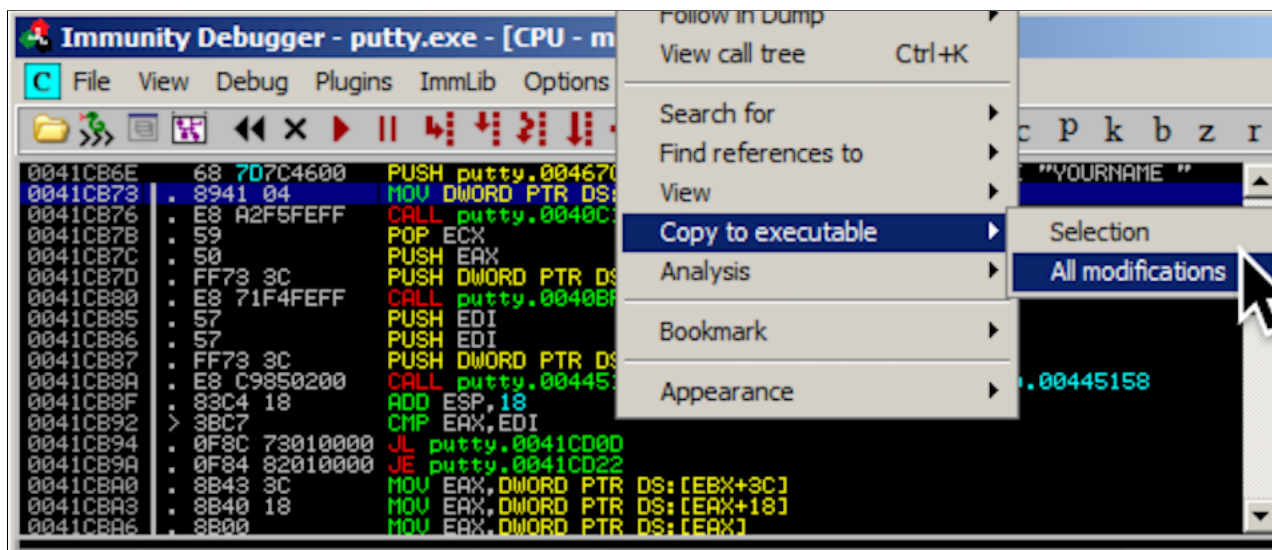 Immunity Debugger - putty.exe - [CPU - m
C File View Debug Plugins ImmLib Options
c p k b z r
Follow in Dump
View call tree Ctrl+K
Search for
Find references to
View
Copy to executable
Analysis
Bookmark
Appearance
Selection
All modifications
0041CB6E 68 7D7C4600 PUSH putty.00467C "YOURNAME "
0041CB73 . 8941 04 MOV DWORD PTR DS:
0041CB76 . E8 A2F5FEFF CALL putty.0040C
0041CB7B . 59 POP ECX
0041CB7C . 50 PUSH EAX
0041CB7D . FF73 3C PUSH DWORD PTR DS
0041CB80 . E8 71F4FEFF CALL putty.0040BF
0041CB85 . 57 PUSH EDI
0041CB86 . 57 PUSH EDI
0041CB87 . FF73 3C PUSH DWORD PTR DS
0041CB8A . E8 C9850200 CALL putty.004451 .00445158
0041CB8F . 83C4 18 ADD ESP,18
0041CB92 > 3BC7 CMP EAX,EDI
0041CB94 . 0F8C 73010000 JL putty.0041CD0D
0041CB9A . 0F84 82010000 JE putty.0041CD22
0041CBA0 . 8B43 3C MOV EAX,DWORD PTR DS:[EBX+3C]
0041CBA3 . 8B40 18 MOV EAX,DWORD PTR DS:[EAX+18]
0041CBA6 . 8B00 MOV EAX,DWORD PTR DS:[EAX]